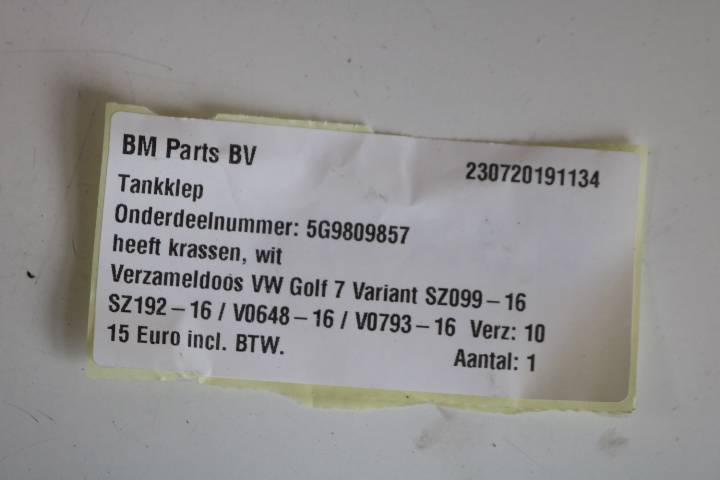 BM Parts BV 230720191134
Tankklep
Onderdeelnummer: 5G9809857
heeft krassen, wit
Verzameldoos VW Golf 7 Variant SZ099-16
SZ192-16 / V0648-16 / V0793-16 Verz: 10
15 Euro incl. BTW. Aantal: 1